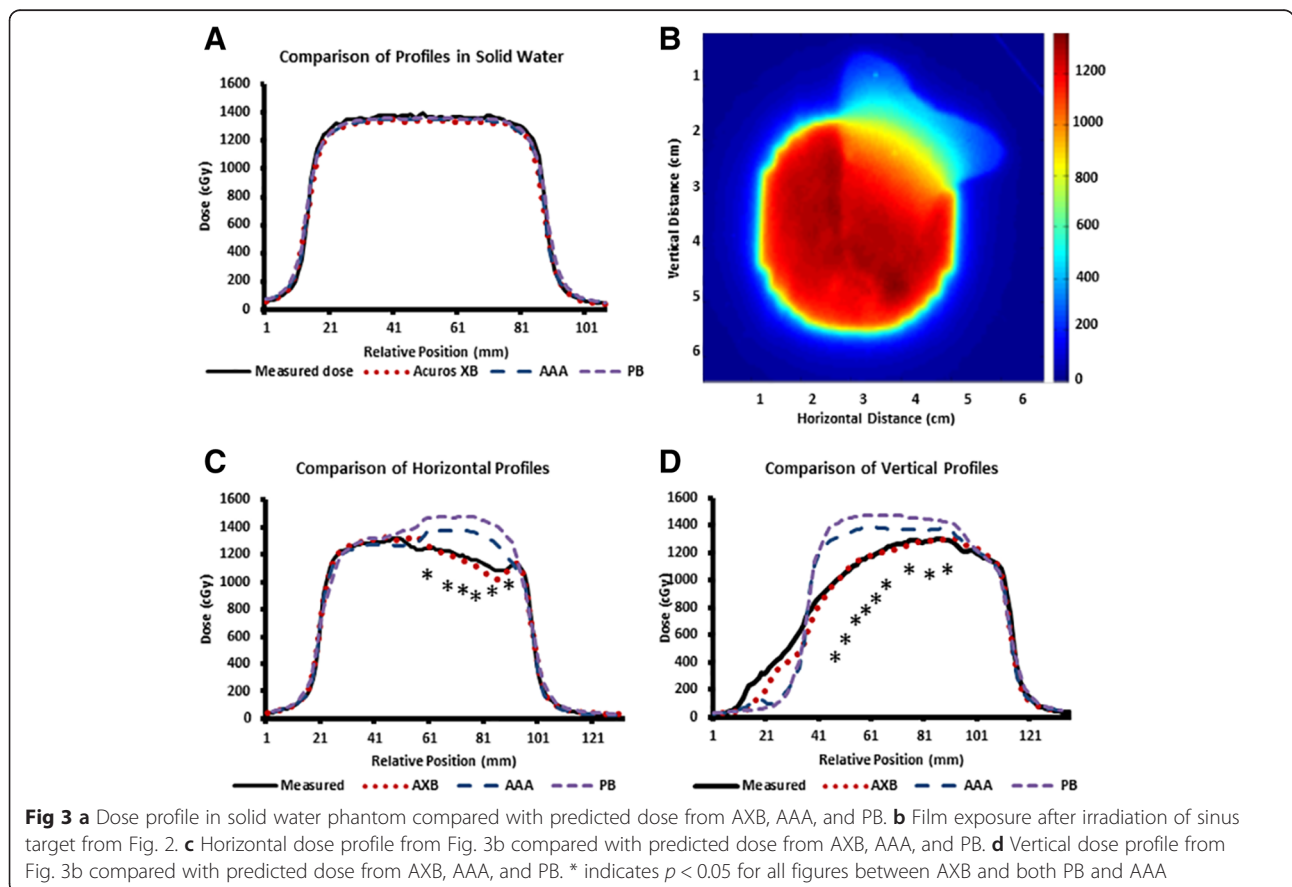 A
Comparison of Profiles in Solid Water
Dose (cGy)
1600
1400
1200
1000
800
600
400
200
0
1 21 41 61 81 101
Relative Position (mm)
Measured dose Acuros XB AAA PB
B
Vertical Distance (cm)
1
2
3
4
5
6
1 2 3 4 5 6
Horizontal Distance (cm)
1200
1000
800
600
400
200
0
C
Comparison of Horizontal Profiles
Dose (cGy)
1600
1400
1200
1000
800
600
400
200
0
* * * * * *
1 21 41 61 81 101 121
Relative Position (mm)
Measured AXB AAA PB
D
Comparison of Vertical Profiles
Dose (cGy)
1600
1400
1200
1000
800
600
400
200
0
* * * * * * * *
1 21 41 61 81 101 121
Relative Position (mm)
Measured AXB AAA PB
Fig 3 a Dose profile in solid water phantom compared with predicted dose from AXB, AAA, and PB. b Film exposure after irradiation of sinus
target from Fig. 2. c Horizontal dose profile from Fig. 3b compared with predicted dose from AXB, AAA, and PB. d Vertical dose profile from
Fig. 3b compared with predicted dose from AXB, AAA, and PB. * indicates p < 0.05 for all figures between AXB and both PB and AAA